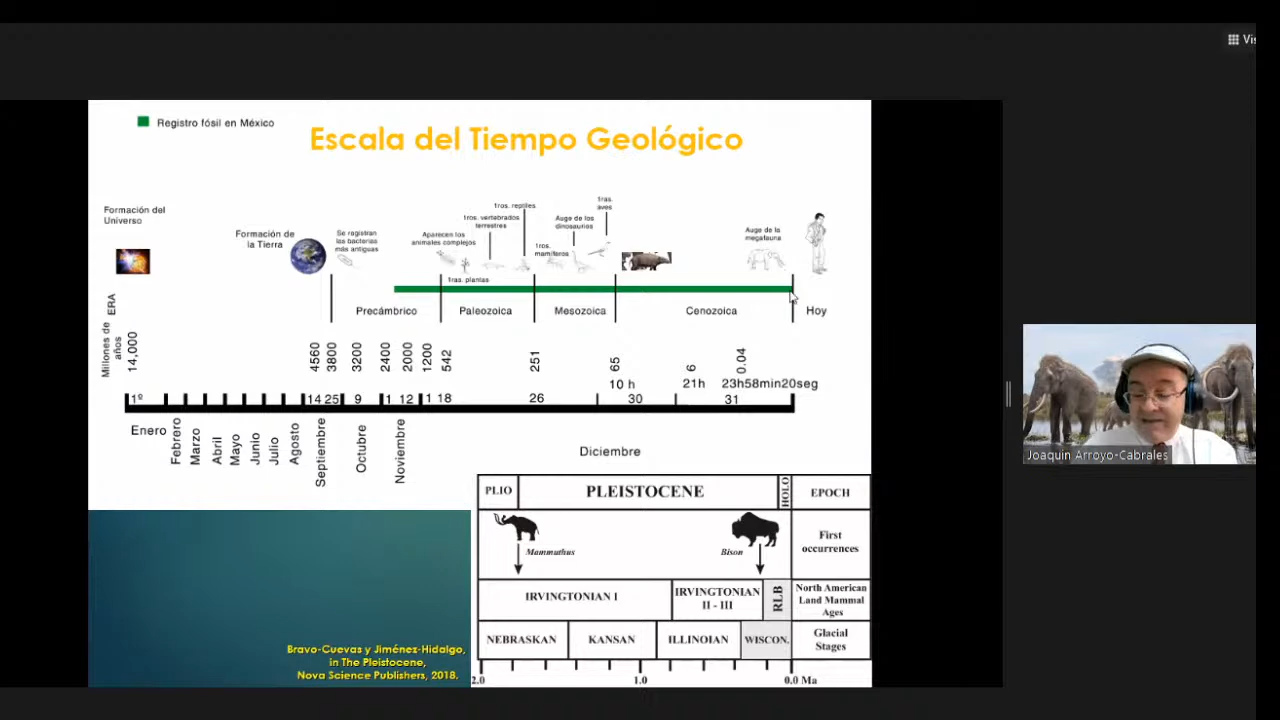 Vis
Registro fósil en México
Escala del Tiempo Geológico
Formación del
Universo
Formación de
la Tierra
Se registran
las bacterias
más antiguas
Aparecen los
animales complejos
1ras. plantas
1ros. vertebrados
terrestres
1ros. reptiles
1ros.
mamíferos
Auge de los
dinosaurios
1ras.
aves
Auge de la
megafauna
ERA
Precámbrico
Paleozoica
Mesozoica
Cenozoica
Hoy
Millones de
años
14,000
4560
3800
3200
2400
2000
1200
542
251
65
6
0.04
10 h
21h
23h58min20seg
1º
14
25
9
1
12
1
18
26
30
31
Enero
Febrero
Marzo
Abril
Mayo
Junio
Julio
Agosto
Septiembre
Octubre
Noviembre
Diciembre
PLIO
PLEISTOCENE
HOLO
EPOCH
Mammuthus
Bison
First
occurrences
IRVINGTONIAN I
IRVINGTONIAN
II - III
RLB
North American
Land Mammal
Ages
NEBRASKAN
KANSAN
ILLINOIAN
WISCON.
Glacial
Stages
2.0
1.0
0.0 Ma
Bravo-Cuevas y Jiménez-Hidalgo,
in The Pleistocene,
Nova Science Publishers, 2018.
Joaquin Arroyo-Cabrales